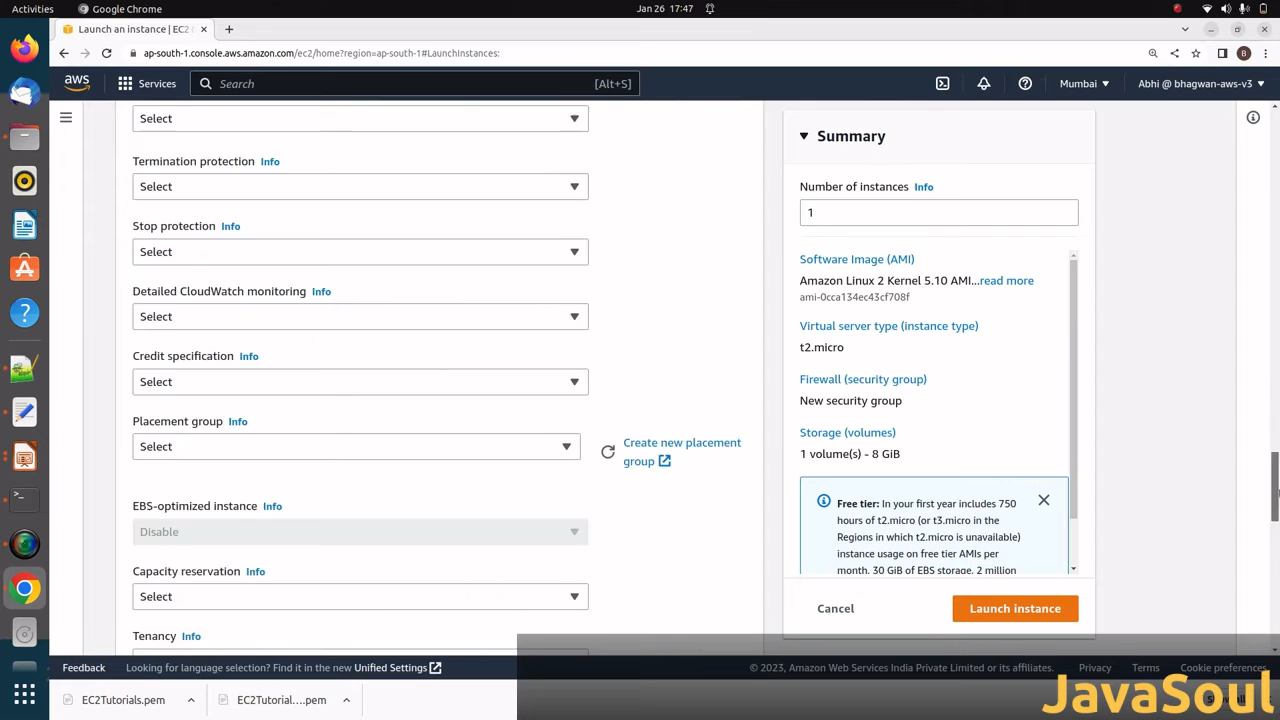 Activities
Google Chrome
Jan 26 17:47
Launch an instance | EC2
ap-south-1.console.aws.amazon.com/ec2/home?region=ap-south-1#LaunchInstances:
B
aws
Services
Search
[Alt+S]
Mumbai
Abhi @ bhagwan-aws-v3
Select
Termination protection Info
Select
Stop protection Info
Select
Detailed CloudWatch monitoring Info
Select
Credit specification Info
Select
Placement group Info
Select
Create new placement
group
EBS-optimized instance Info
Disable
Capacity reservation Info
Select
Tenancy Info
Summary
Number of instances Info
1
Software Image (AMI)
Amazon Linux 2 Kernel 5.10 AMI...read more
ami-0cca134ec43cf708f
Virtual server type (instance type)
t2.micro
Firewall (security group)
New security group
Storage (volumes)
1 volume(s) - 8 GiB
Free tier: In your first year includes 750
hours of t2.micro (or t3.micro in the
Regions in which t2.micro is unavailable)
instance usage on free tier AMIs per
month, 30 GiB of EBS storage, 2 million
Cancel
Launch instance
Feedback
Looking for language selection? Find it in the new Unified Settings
© 2023, Amazon Web Services India Private Limited or its affiliates.
Privacy
Terms
Cookie preferences
EC2Tutorials.pem
EC2Tutorial....pem
JavaSoul